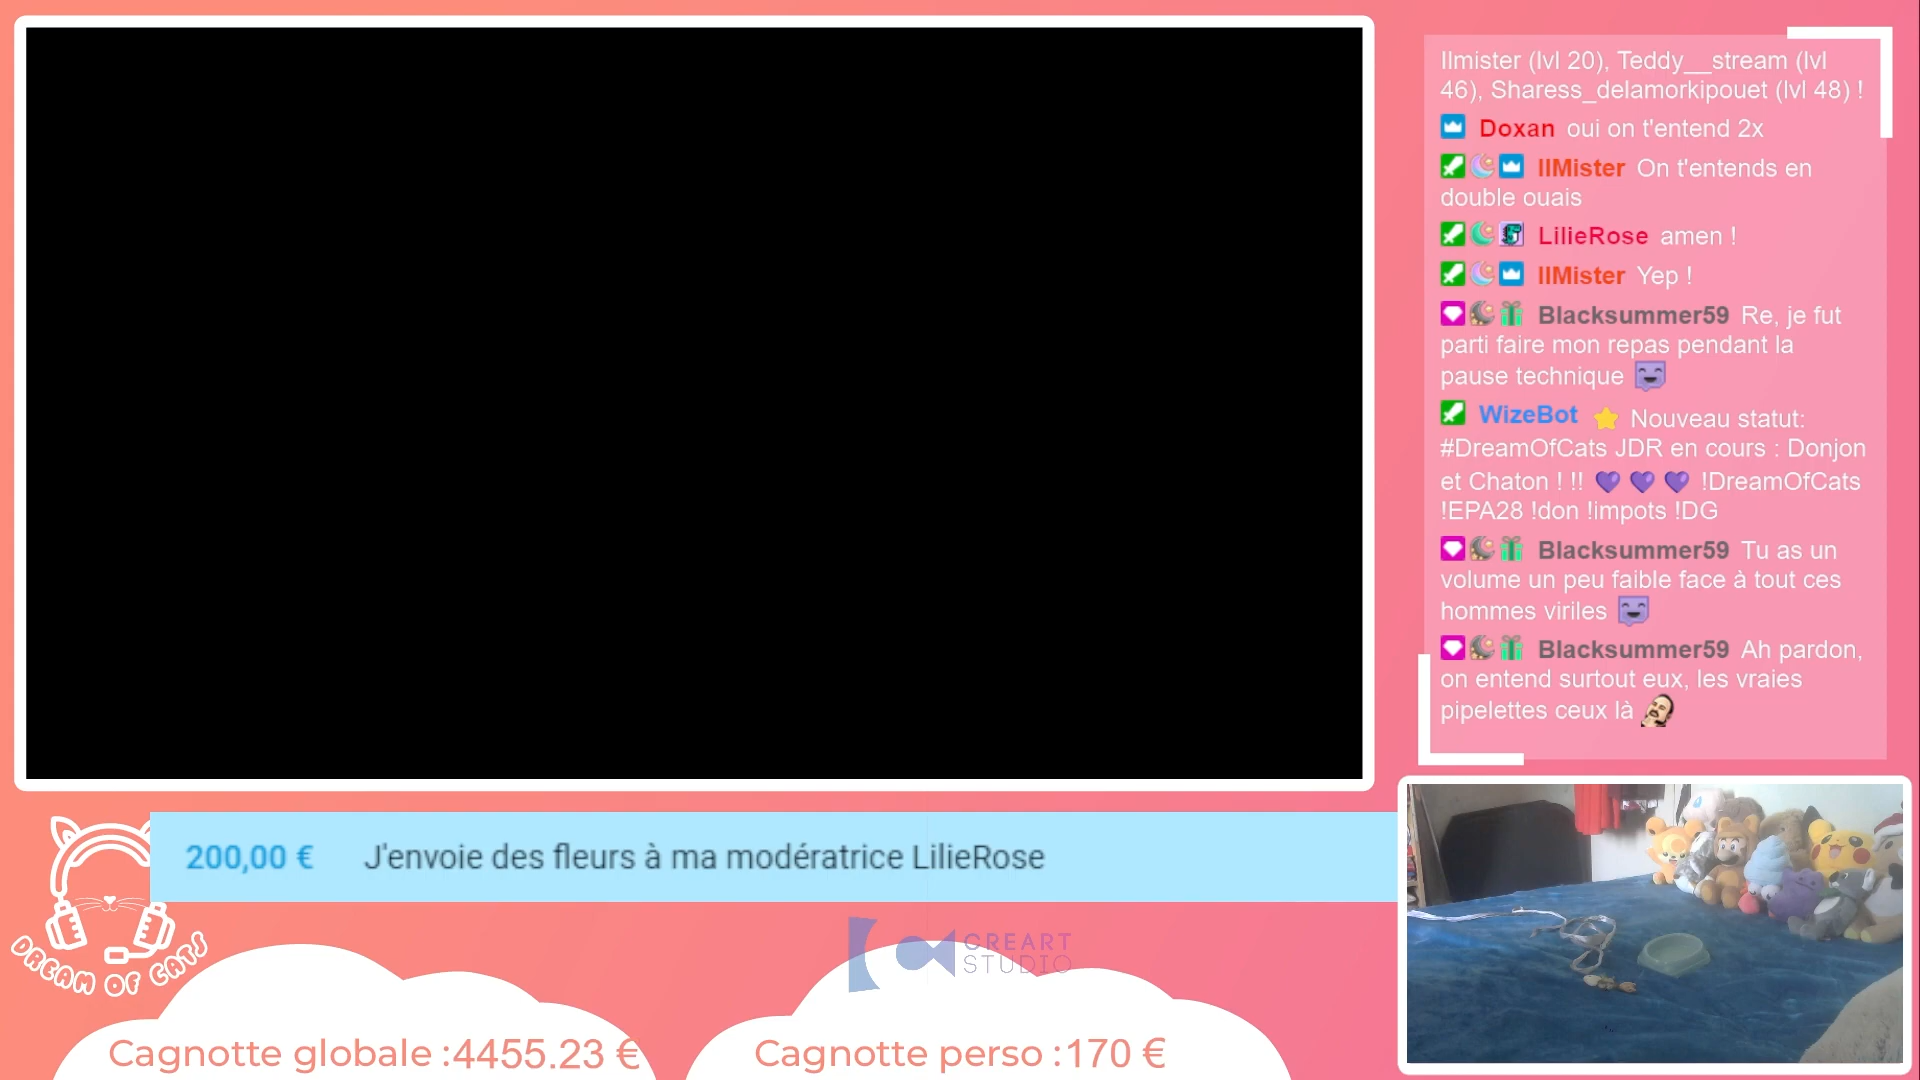 Ilmister (lvl 20), Teddy__stream (lvl
46), Sharess_delamorkipouet (lvl 48) !
Doxan oui on t'entend 2x
IlMister On t'entends en
double ouais
LilieRose amen !
IlMister Yep !
Blacksummer59 Re, je fut
parti faire mon repas pendant la
pause technique
WizeBot Nouveau statut:
#DreamOfCats JDR en cours : Donjon
et Chaton ! !! !DreamOfCats
!EPA28 !don !impots !DG
Blacksummer59 Tu as un
volume un peu faible face à tout ces
hommes viriles
Blacksummer59 Ah pardon,
on entend surtout eux, les vraies
pipelettes ceux là
200,00 € J'envoie des fleurs à ma modératrice LilieRose
DREAM OF CATS
CREART
STUDIO
Cagnotte globale :4455.23 €
Cagnotte perso :170 €